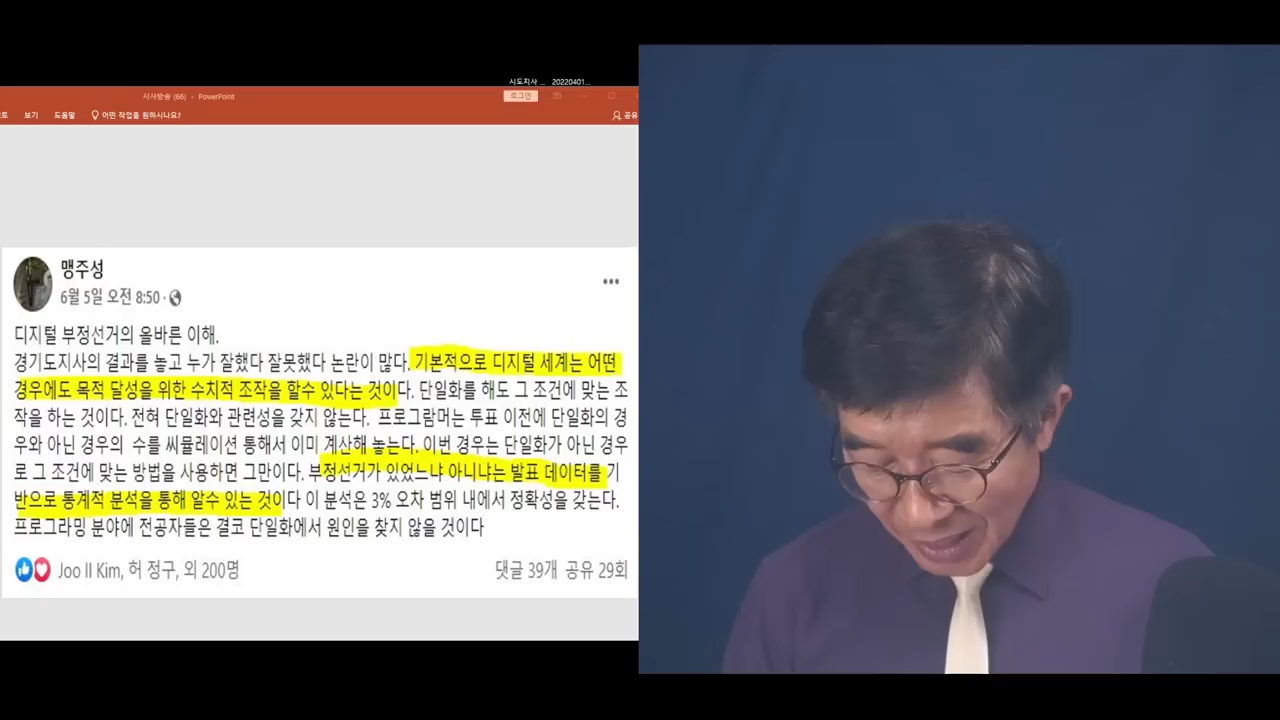 시도지사 ... 20220401...
시사방송 (66) - PowerPoint
로그인
보기 도움말 어떤 작업을 원하시나요? 공유
맹주성
6월 5일 오전 8:50
디지털 부정선거의 올바른 이해.
경기도지사의 결과를 놓고 누가 잘했다 잘못했다 논란이 많다. 기본적으로 디지털 세계는 어떤
경우에도 목적 달성을 위한 수치적 조작을 할수 있다는 것이다. 단일화를 해도 그 조건에 맞는 조
작을 하는 것이다. 전혀 단일화와 관련성을 갖지 않는다. 프로그람머는 투표 이전에 단일화의 경
우와 아닌 경우의 수를 씨뮬레이션 통해서 이미 계산해 놓는다. 이번 경우는 단일화가 아닌 경우
로 그 조건에 맞는 방법을 사용하면 그만이다. 부정선거가 있었느냐 아니냐는 발표 데이터를 기
반으로 통계적 분석을 통해 알수 있는 것이다 이 분석은 3% 오차 범위 내에서 정확성을 갖는다.
프로그라밍 분야에 전공자들은 결코 단일화에서 원인을 찾지 않을 것이다
Joo Il Kim, 허 정구, 외 200명
댓글 39개 공유 29회